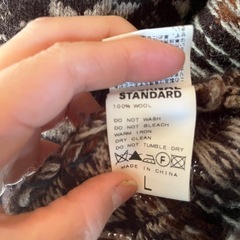 STANDARD
100% WOOL
DO NOT WASH
DO NOT BLEACH
WARM IRON
DRY CLEAN
DO NOT TUMBLE DRY
F
MADE IN CHINA
L